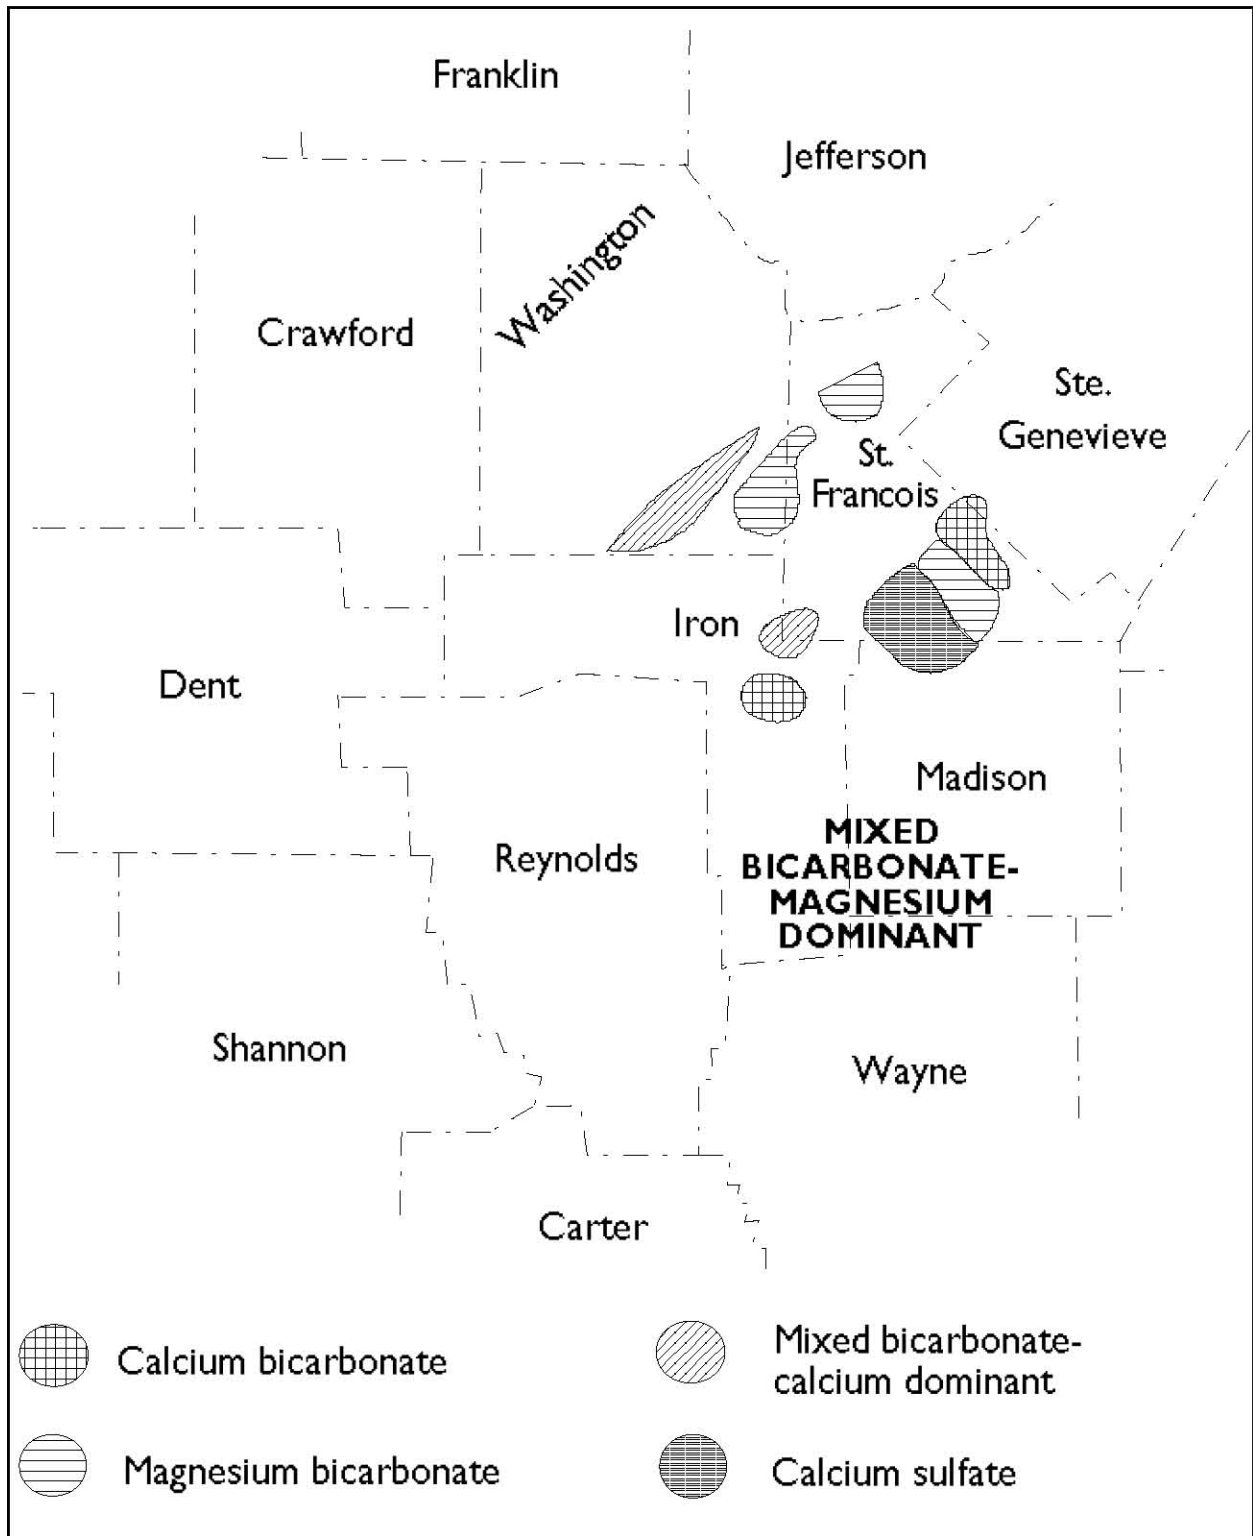 Franklin
Jefferson
Washington
Crawford
Ste.
Genevieve
St.
Francois
Iron
Dent
Madison
MIXED
BICARBONATE-
MAGNESIUM
DOMINANT
Reynolds
Shannon
Wayne
Carter
Calcium bicarbonate
Mixed bicarbonate-
calcium dominant
Magnesium bicarbonate
Calcium sulfate